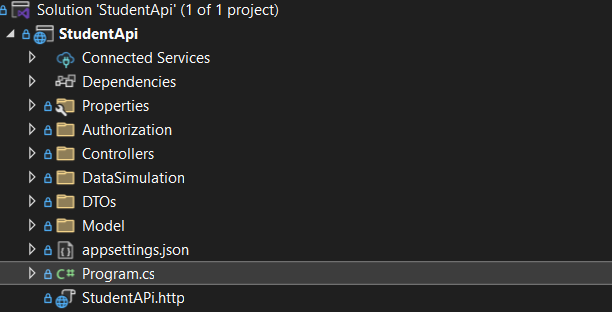 Solution 'StudentApi' (1 of 1 project)
StudentApi
Connected Services
Dependencies
Properties
Authorization
Controllers
DataSimulation
DTOs
Model
appsettings.json
C# Program.cs
StudentAPi.http